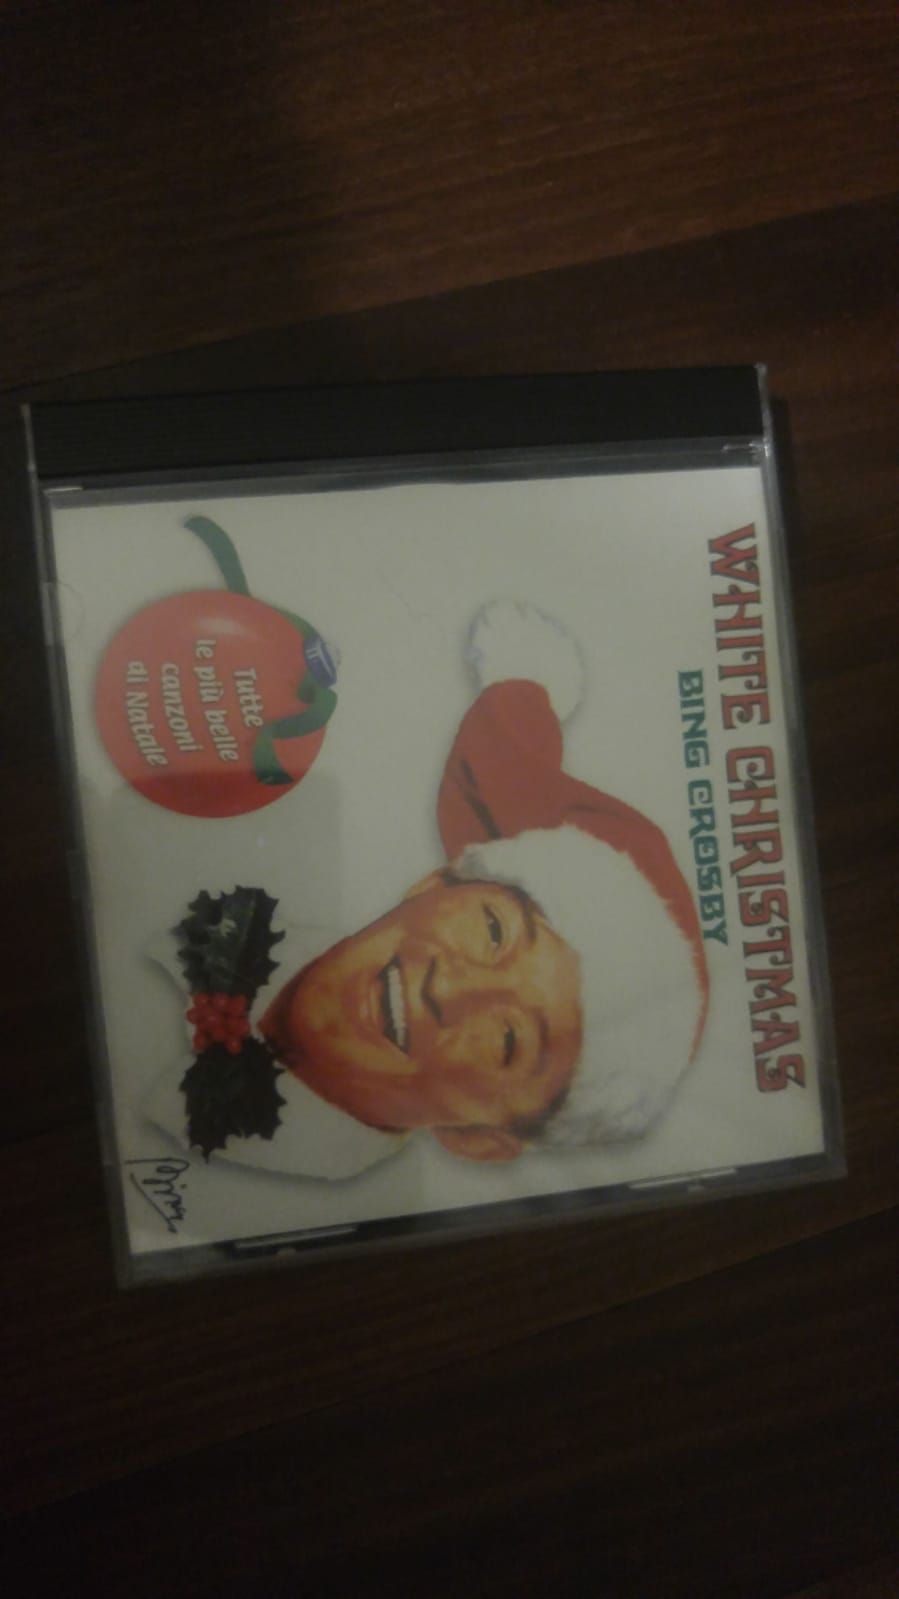 WHITE CHRISTMAS
BING CROSBY
Tutte
le più belle
canzoni
di Natale